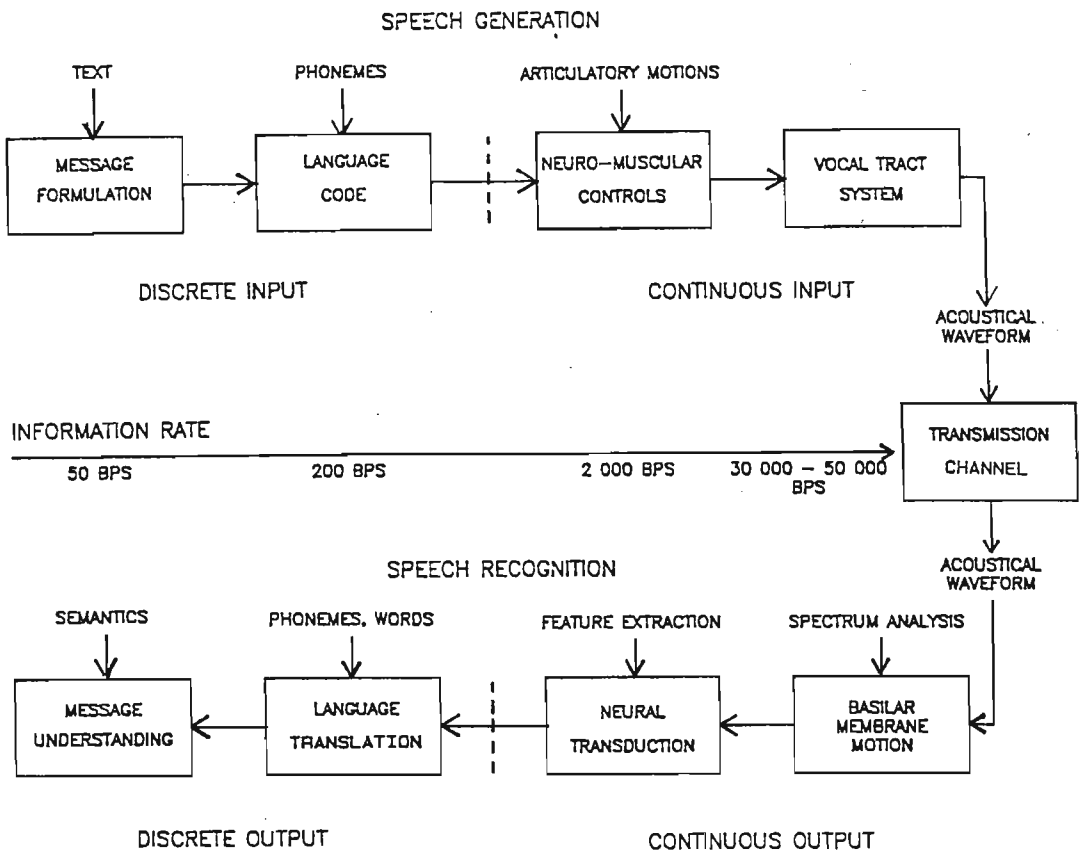 SPEECH GENERATION
TEXT
PHONEMES
ARTICULATORY MOTIONS
MESSAGE
FORMULATION
LANGUAGE
CODE
NEURO-MUSCULAR
CONTROLS
VOCAL TRACT
SYSTEM
DISCRETE INPUT
CONTINUOUS INPUT
ACOUSTICAL
WAVEFORM
INFORMATION RATE
50 BPS
200 BPS
2 000 BPS
30 000 - 50 000
BPS
TRANSMISSION
CHANNEL
ACOUSTICAL
WAVEFORM
SPEECH RECOGNITION
SEMANTICS
PHONEMES, WORDS
FEATURE EXTRACTION
SPECTRUM ANALYSIS
MESSAGE
UNDERSTANDING
LANGUAGE
TRANSLATION
NEURAL
TRANSDUCTION
BASILAR
MEMBRANE
MOTION
DISCRETE OUTPUT
CONTINUOUS OUTPUT